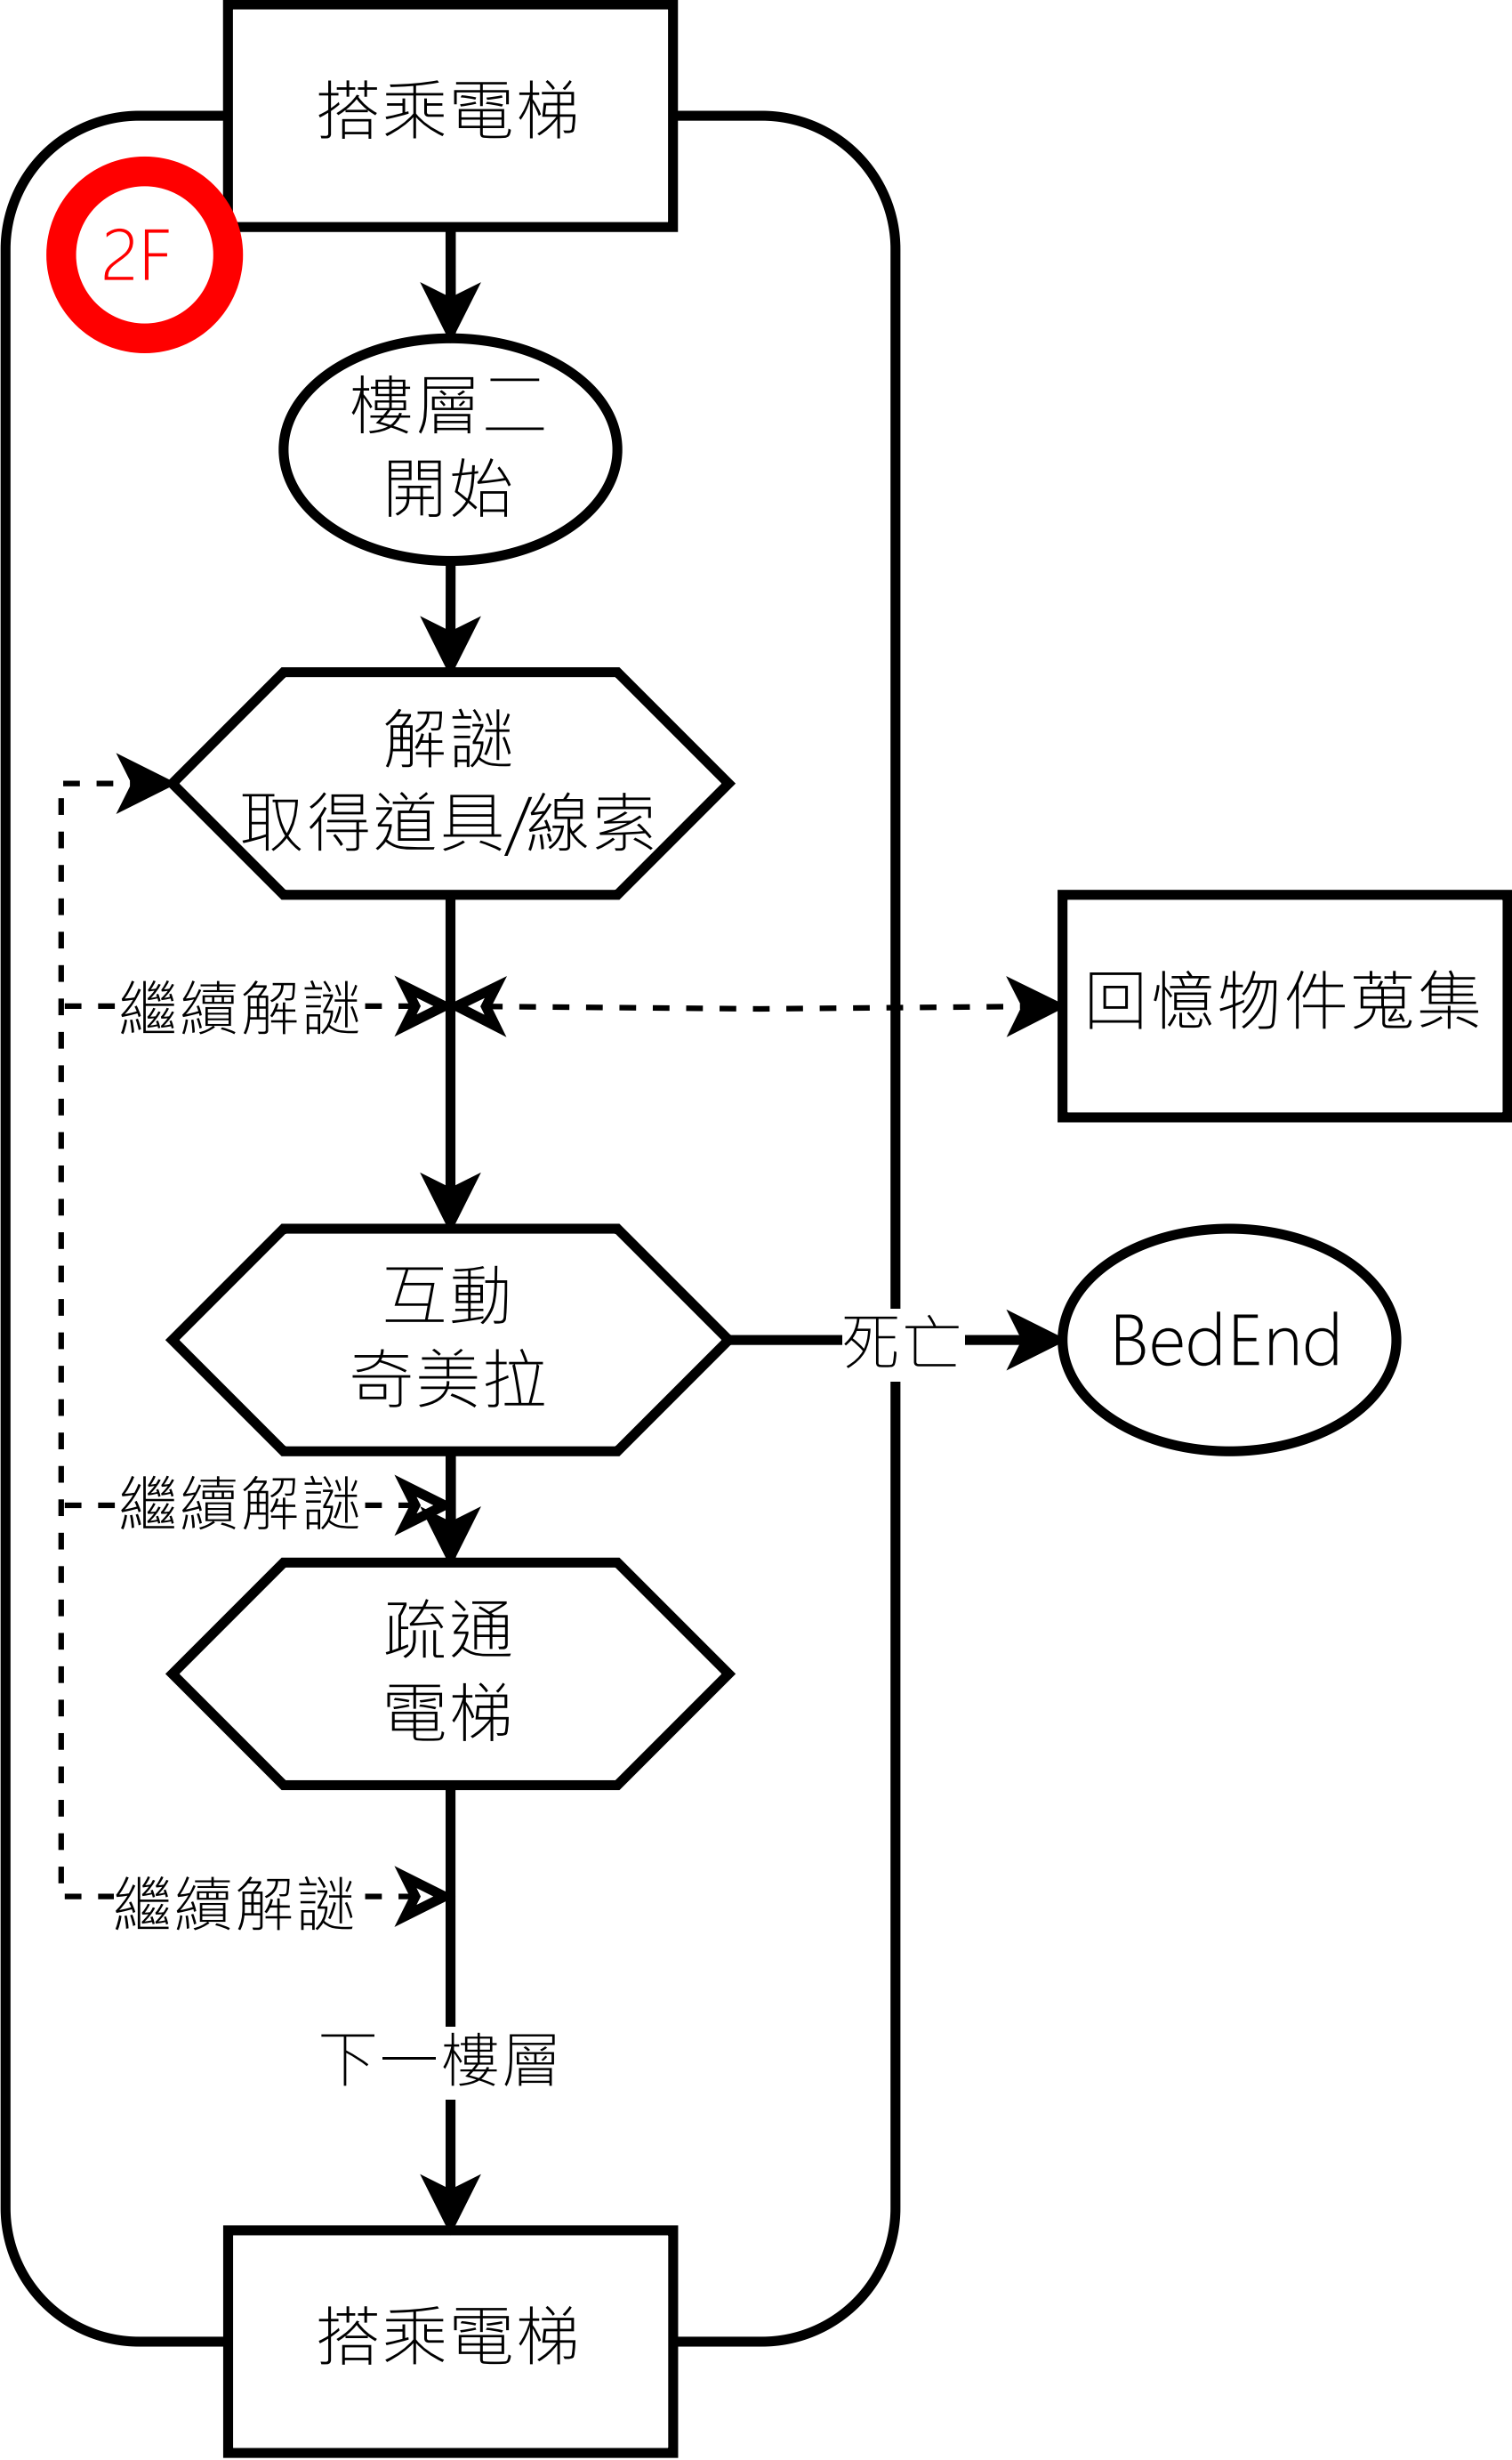 搭乘電梯
2F
樓層二
開始
解謎
取得道具/線索
繼續解謎
回憶物件蒐集
互動
奇美拉
死亡
BedEnd
繼續解謎
疏通
電梯
繼續解謎
下一樓層
搭乘電梯